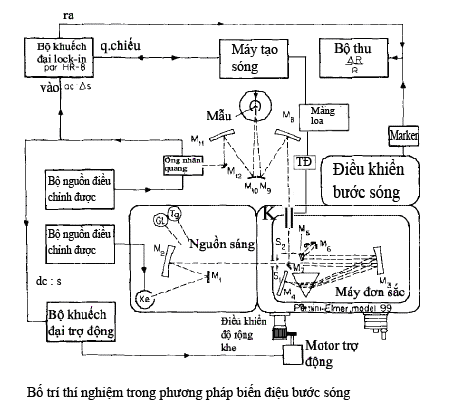 ra
Bộ khuếch
đại lock-in
par HR-8
q.chiếu
Máy tạo
sóng
Bộ thu
ΔR
R
vào
ac Δs
Mẫu
M8
Màng
loa
M11
Marker
Ống nhân
quang
M12
M10
M9
TĐ
Điều khiển
bước sóng
Bộ nguồn điều
chỉnh được
K
Bộ nguồn điều
chỉnh được
Gl
Tg
Nguồn sáng
M2
M1
Xe
M5
S2
M6
M7
S1
M4
M3
Máy đơn sắc
Perkin-Elmer, model 99
dc : s
Bộ khuếch
đại trợ động
Điều khiển
độ rộng
khe
Motor trợ
động
Bố trí thí nghiệm trong phương pháp biến điệu bước sóng